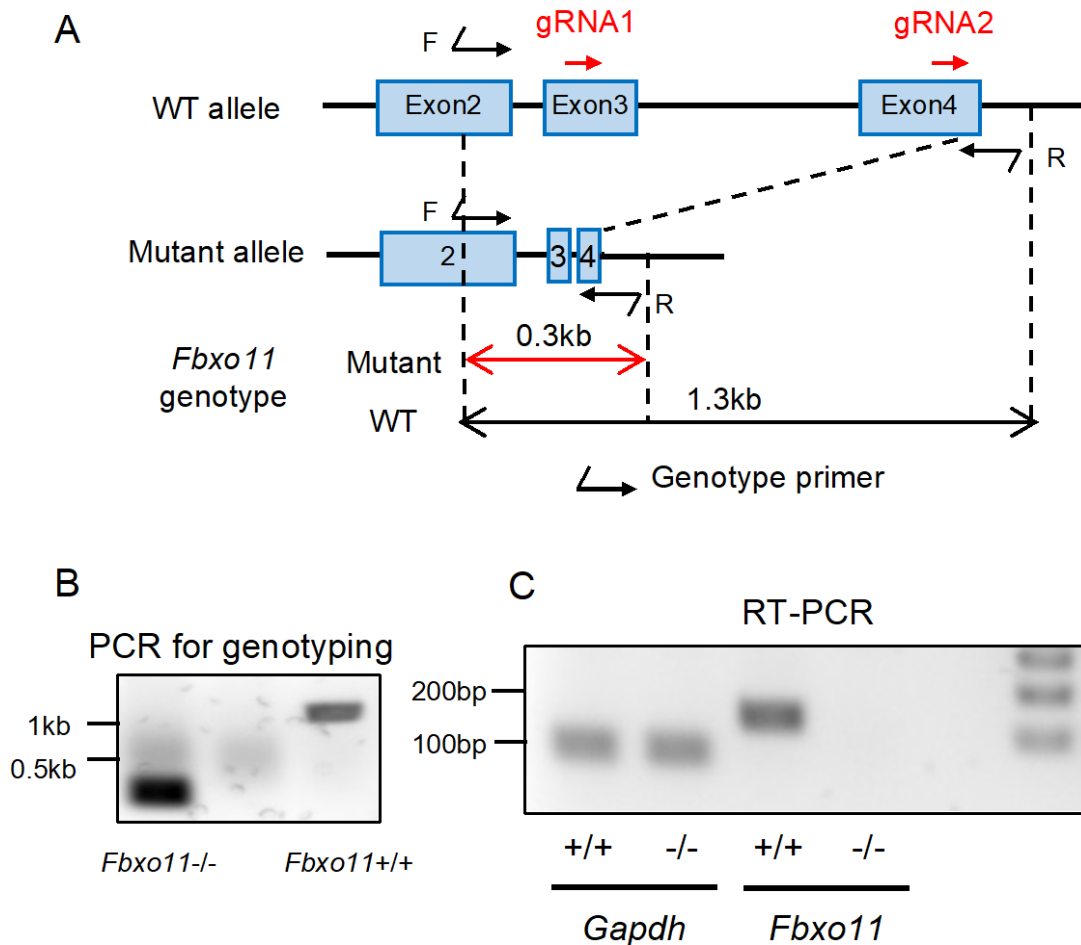 A
F
gRNA1
gRNA2
WT allele
Exon2
Exon3
Exon4
R
F
Mutant allele
2
3
4
R
Fbxo11
genotype
Mutant
0.3kb
WT
1.3kb
Genotype primer
B
PCR for genotyping
1kb
0.5kb
Fbxo11-/-
Fbxo11+/+
C
RT-PCR
200bp
100bp
+/+ -/- +/+ -/-
Gapdh Fbxo11